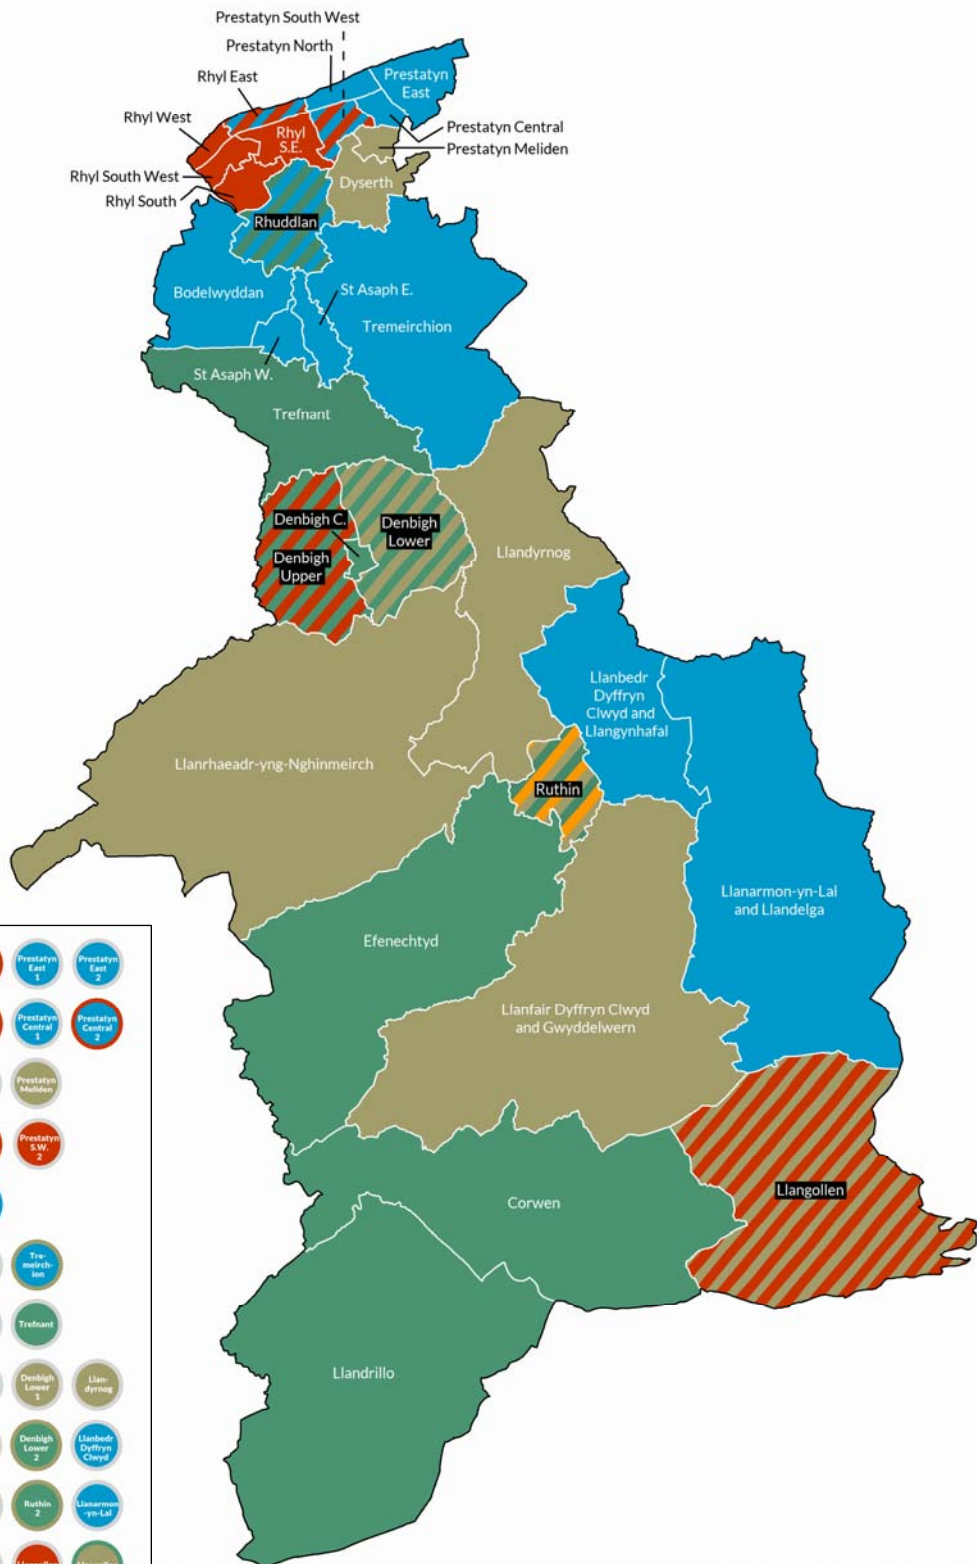 Prestatyn South West
Prestatyn North
Rhyl East
Prestatyn
East
Rhyl West
Rhyl
S.E.
Prestatyn Central
Prestatyn Meliden
Rhyl South West
Dyserth
Rhyl South
Rhuddlan
Bodelwyddan
St Asaph E.
Tremeirchion
St Asaph W.
Trefnant
Denbigh C.
Denbigh
Lower
Denbigh
Upper
Llandyrnog
Llanbedr
Dyffryn
Clwyd and
Llangynhafal
Llanrhaeadr-yng-Nghinmeirch
Ruthin
Llanarmon-yn-Lal
and Llandelga
Efenechtyd
Llanfair Dyffryn Clwyd
and Gwyddelwern
Llangollen
Corwen
Llandrillo
Prestatyn
East
1
Prestatyn
East
2
Prestatyn
Central
1
Prestatyn
Central
2
Prestatyn
Meliden
Prestatyn
S.W.
2
Tre-
meirch-
ion
Trefnant
Denbigh
Lower
1
Llan-
dyrnog
Denbigh
Lower
2
Llanbedr
Dyffryn
Clwyd
Ruthin
2
Llanarmon
-yn-Lal